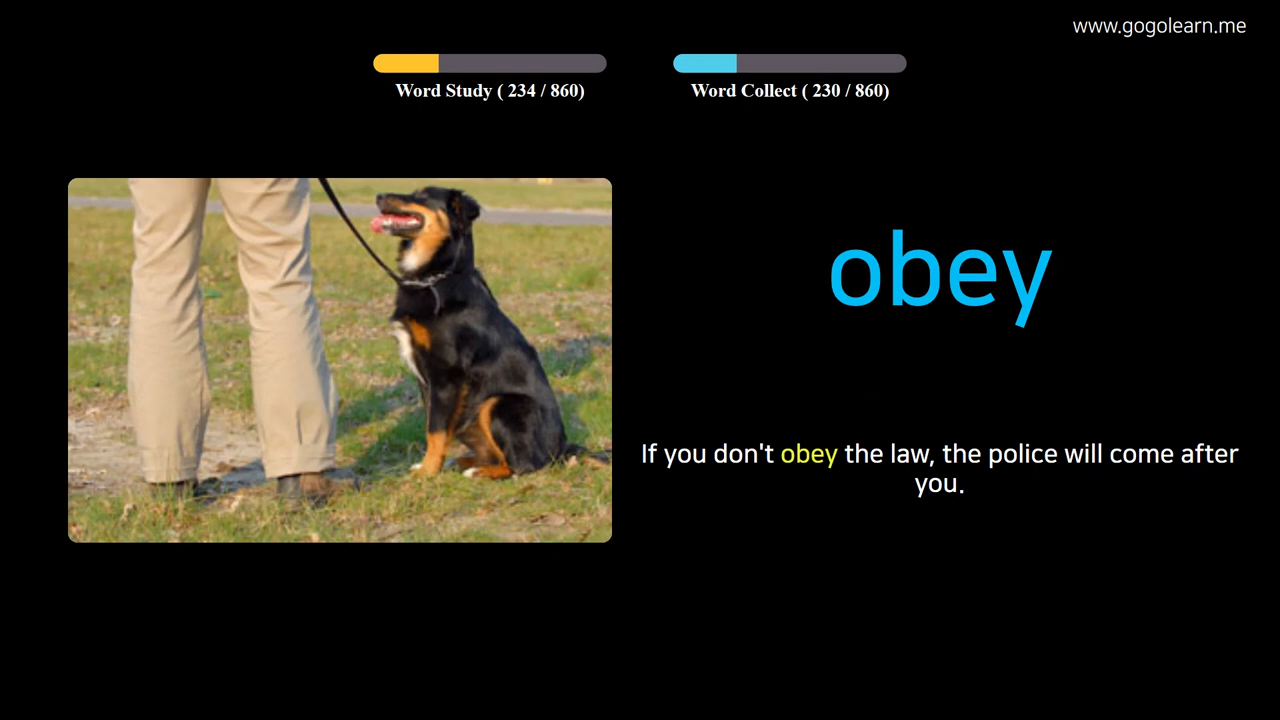 www.gogolearn.me
Word Study ( 234 / 860)
Word Collect ( 230 / 860)
obey
If you don't obey the law, the police will come after
you.